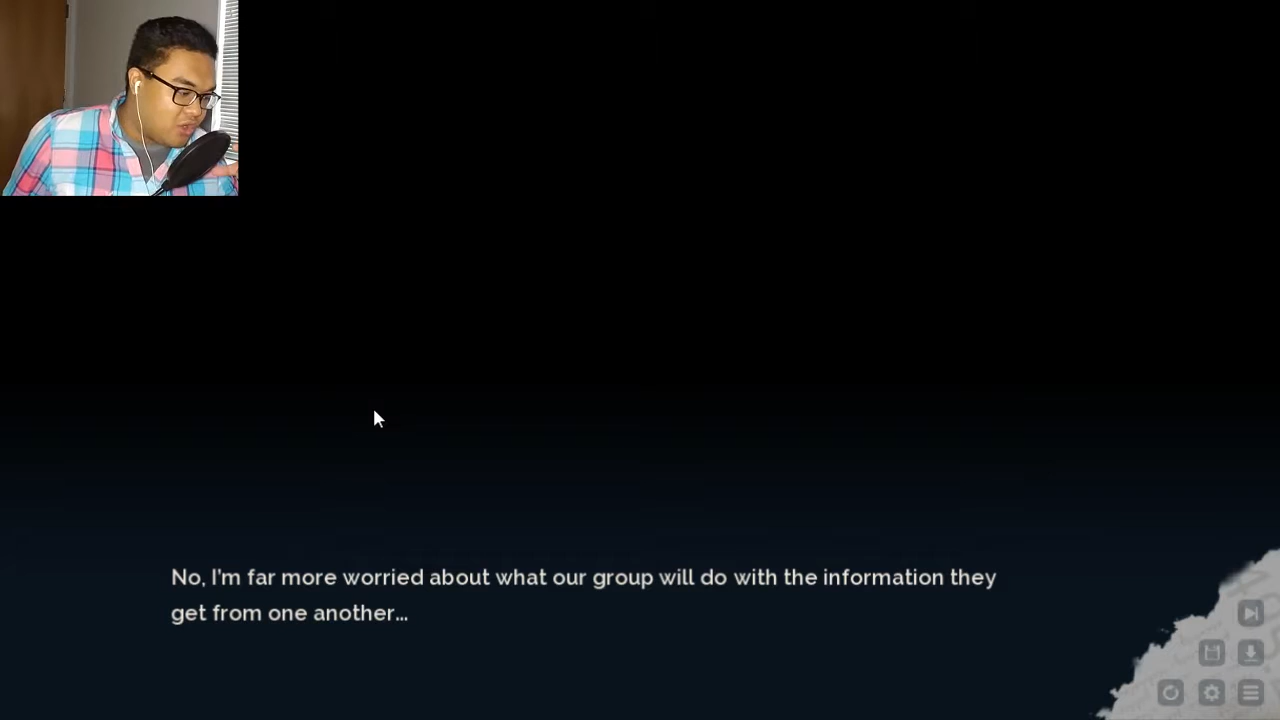 No, I'm far more worried about what our group will do with the information they
get from one another...